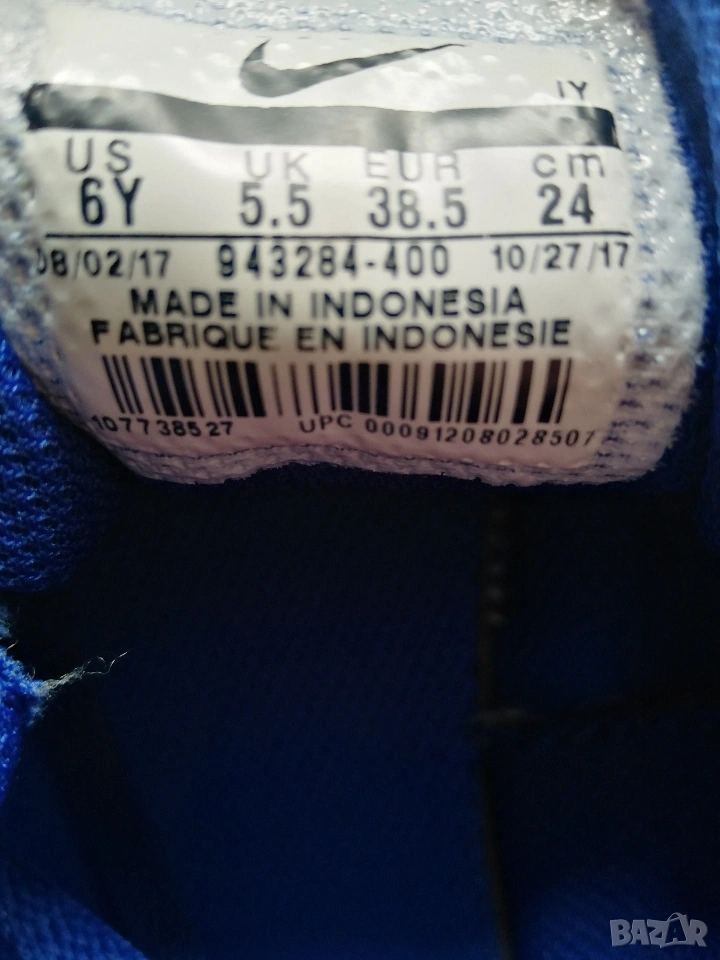 IY
US UK EUR cm
6Y 5.5 38.5 24
08/02/17 943284-400 10/27/17
MADE IN INDONESIA
FABRIQUE EN INDONESIE
107738527 UPC 00091208028507
BAZAR